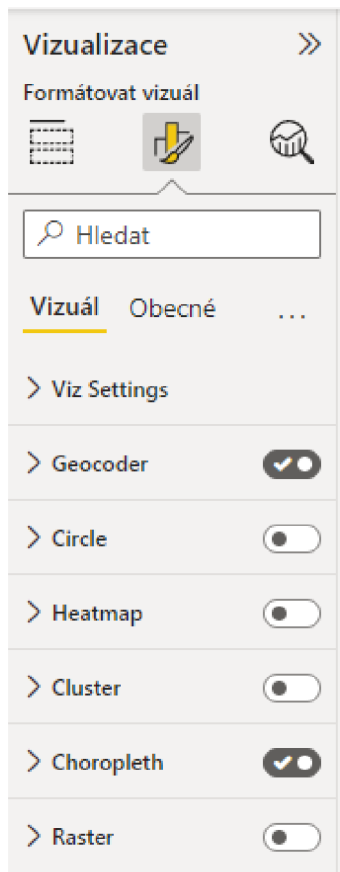 Vizualizace
Formátovat vizuál
Hledat
Vizuál Obecné ...
Viz Settings
Geocoder
Circle
Heatmap
Cluster
Choropleth
Raster